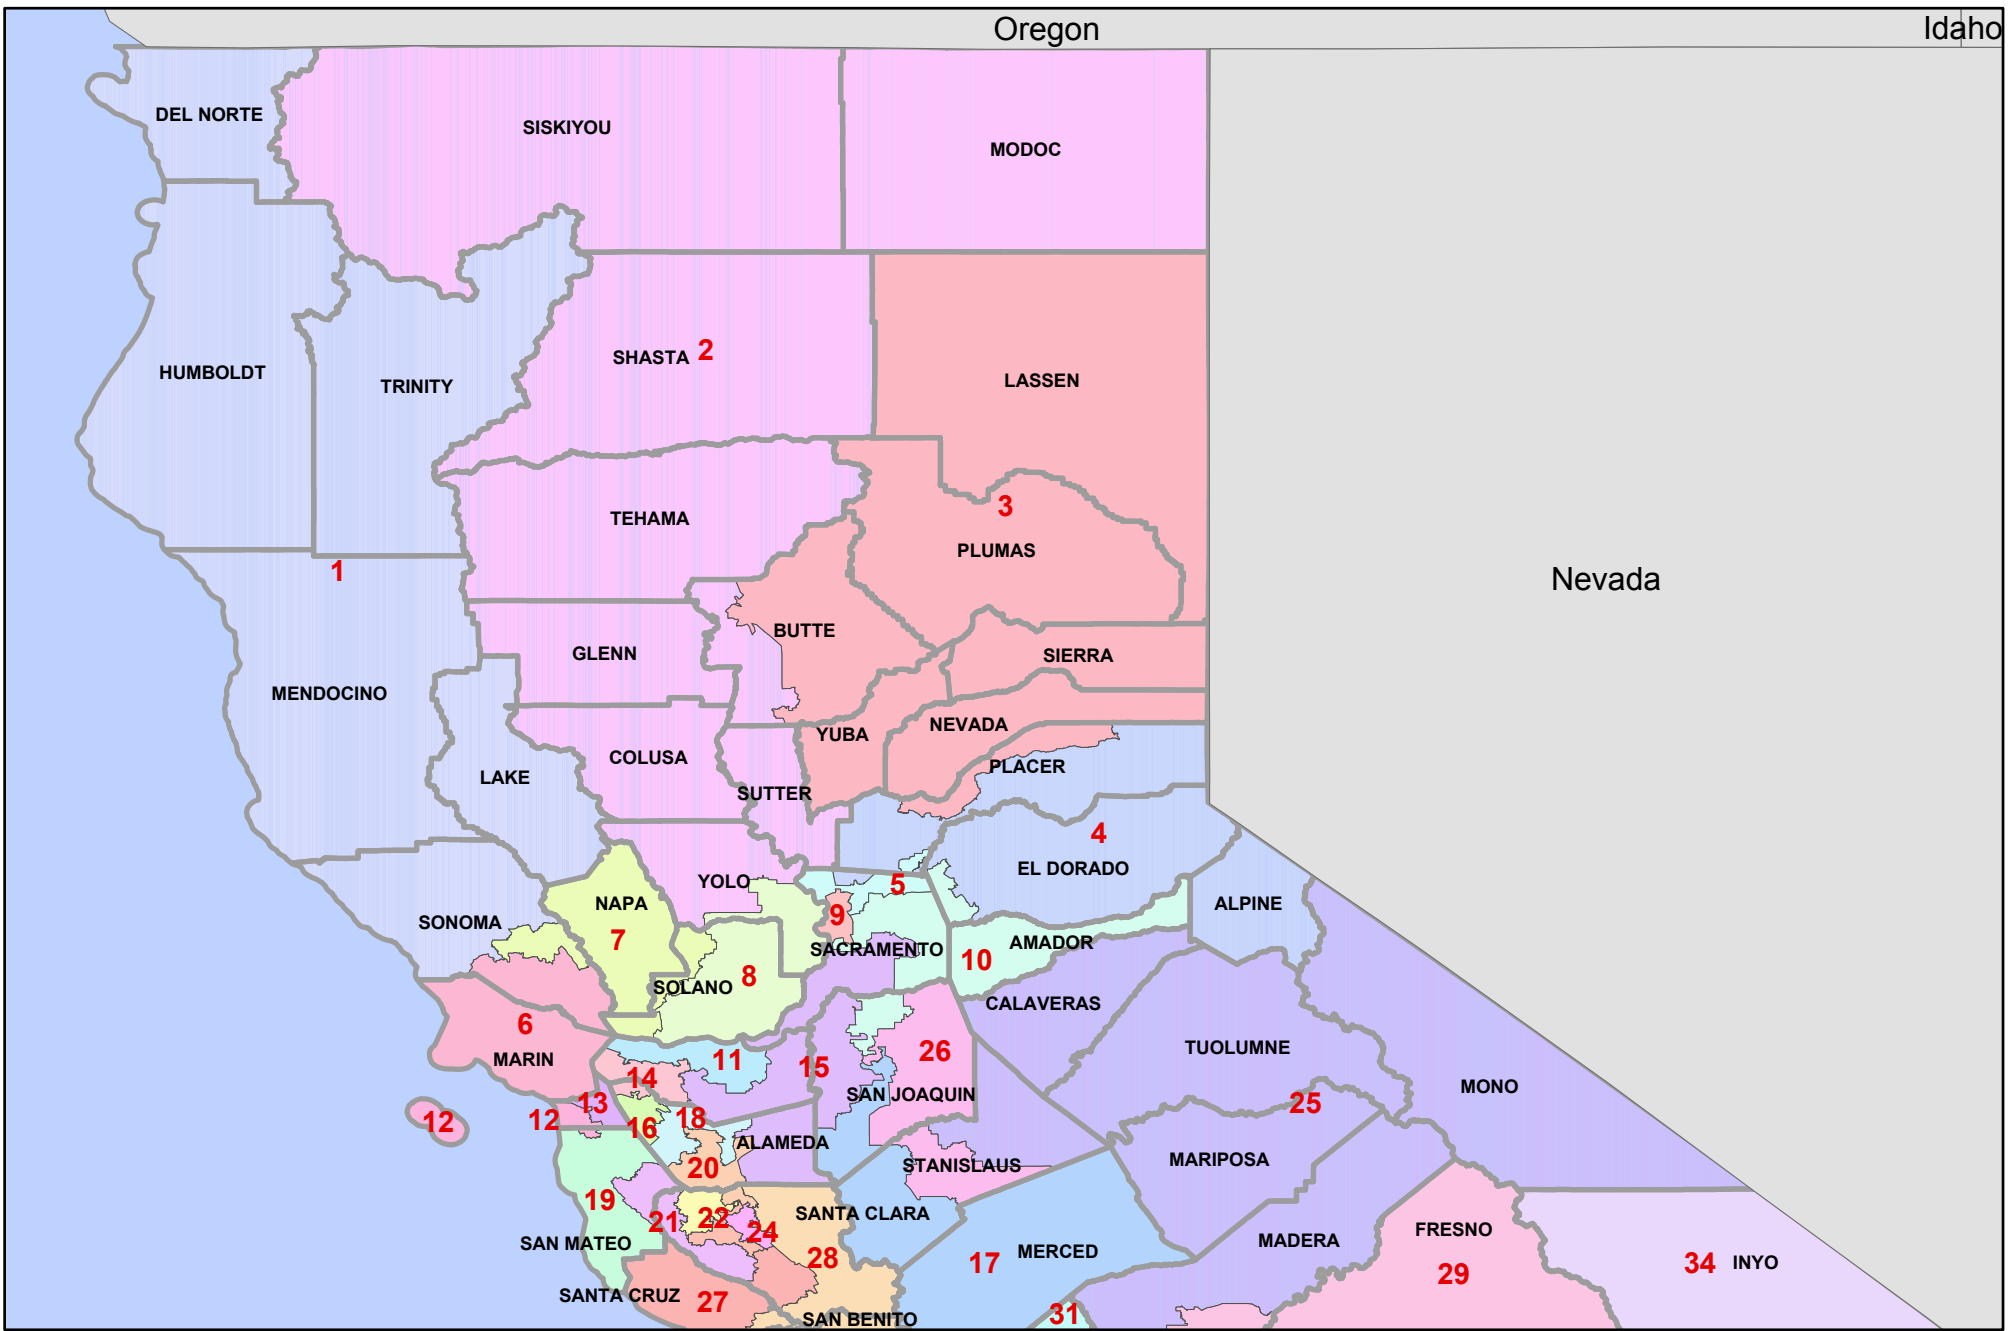 Oregon
Idaho
DEL NORTE
SISKIYOU
MODOC
SHASTA 2
HUMBOLDT
TRINITY
LASSEN
3
TEHAMA
PLUMAS
1
Nevada
BUTTE
GLENN
SIERRA
MENDOCINO
NEVADA
YUBA
COLUSA
PLACER
LAKE
SUTTER
4
EL DORADO
YOLO
5
NAPA
ALPINE
9
SONOMA
7
SACRAMENTO
AMADOR
10
SOLANO 8
CALAVERAS
6
MARIN
11
15
26
TUOLUMNE
14
MONO
SAN JOAQUIN
13
25
12
12
18
16
ALAMEDA
20
STANISLAUS
MARIPOSA
19
21
22
24
SANTA CLARA
FRESNO
SAN MATEO
28
17
MERCED
MADERA
29
34 INYO
SANTA CRUZ
27
31
SAN BENITO